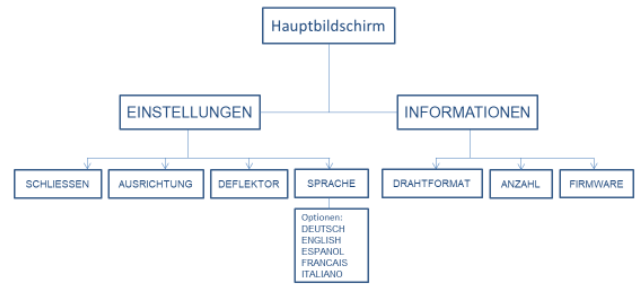 Hauptbildschirm
EINSTELLUNGEN
INFORMATIONEN
SCHLIESSEN
AUSRICHTUNG
DEFLEKTOR
SPRACHE
DRAHTFORMAT
ANZAHL
FIRMWARE
Optionen:
DEUTSCH
ENGLISH
ESPANOL
FRANCAIS
ITALIANO